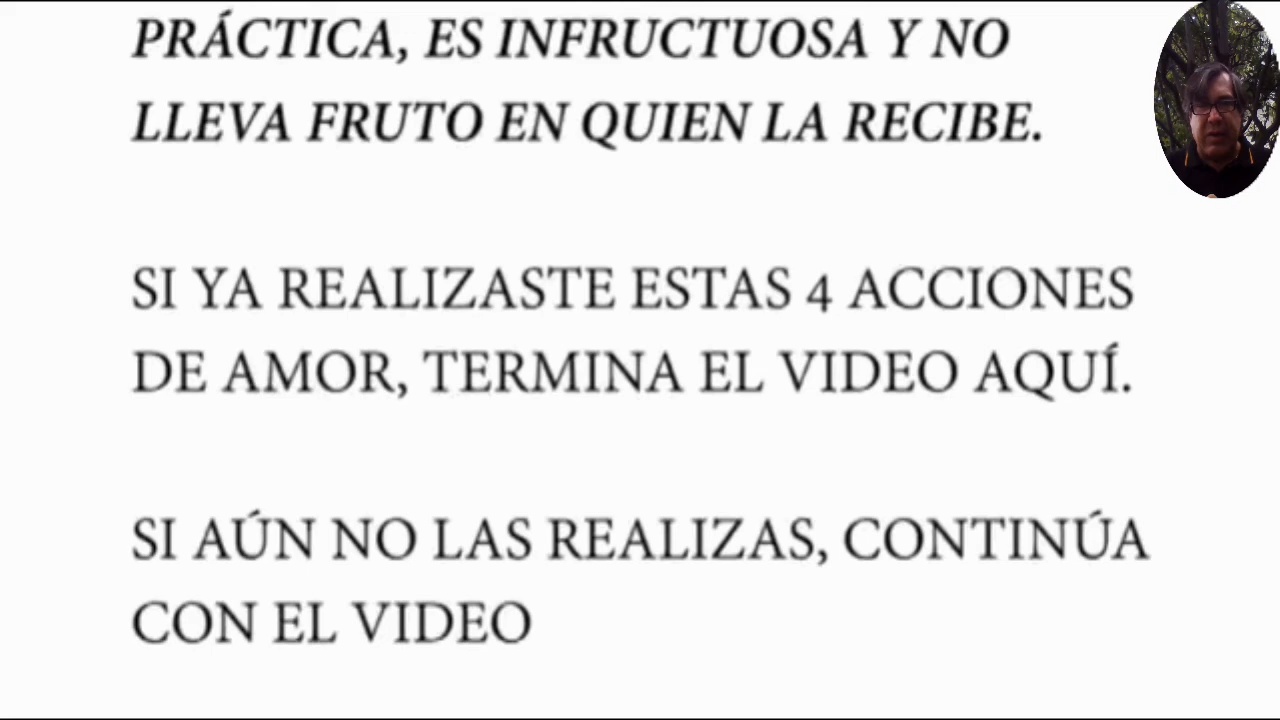 PRÁCTICA, ES INFRUCTUOSA Y NO
LLEVA FRUTO EN QUIEN LA RECIBE.
SI YA REALIZASTE ESTAS 4 ACCIONES
DE AMOR, TERMINA EL VIDEO AQUÍ.
SI AÚN NO LAS REALIZAS, CONTINÚA
CON EL VIDEO